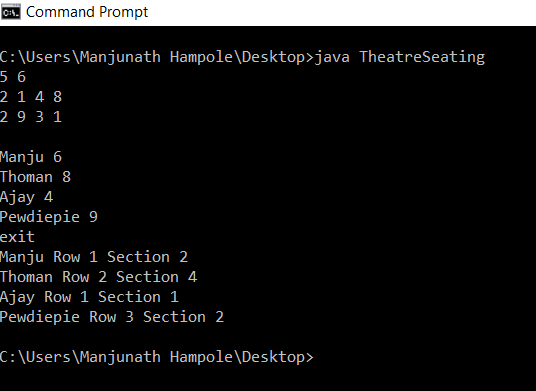 Command Prompt
C:\Users\Manjunath Hampole\Desktop>java TheatreSeating
5 6
2 1 4 8
2 9 3 1
Manju 6
Thoman 8
Ajay 4
Pewdiepie 9
exit
Manju Row 1 Section 2
Thoman Row 2 Section 4
Ajay Row 1 Section 1
Pewdiepie Row 3 Section 2
C:\Users\Manjunath Hampole\Desktop>